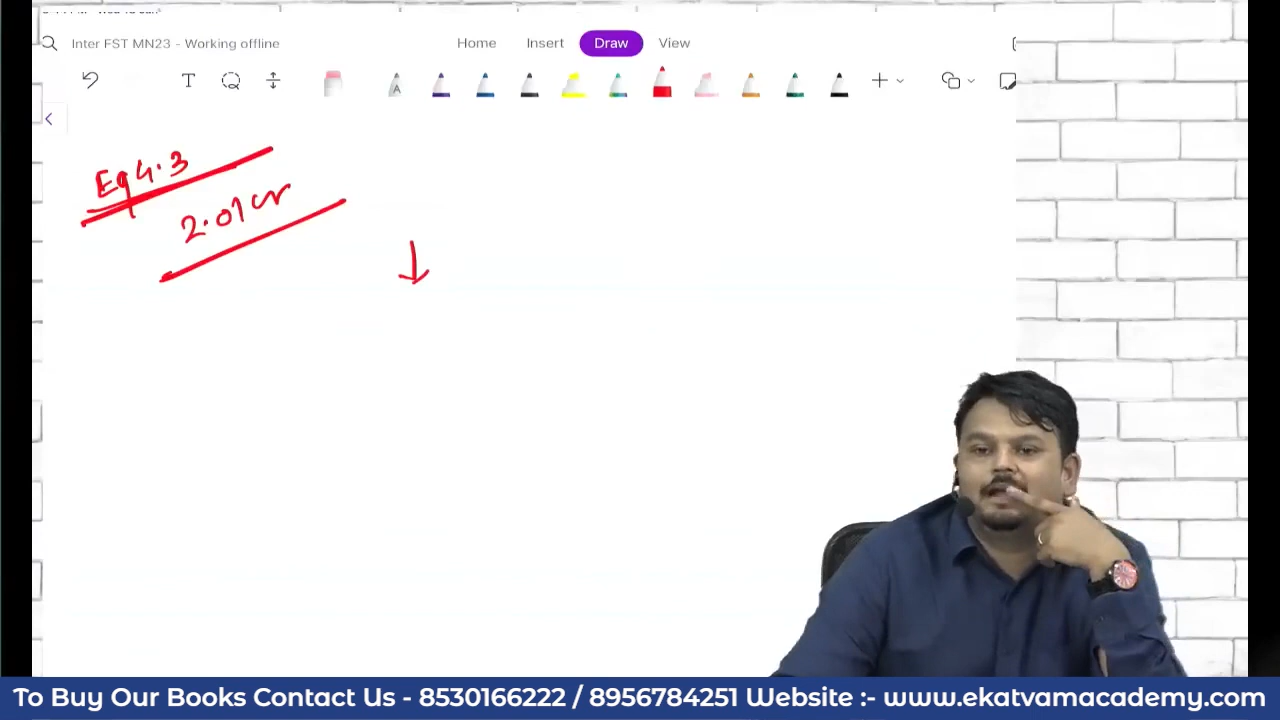 Inter FST MN23 - Working offline
Home Insert Draw View
T
A
Eq 4.3
2.01 cr
To Buy Our Books Contact Us - 8530166222 / 8956784251 Website :- www.ekatvamacademy.com